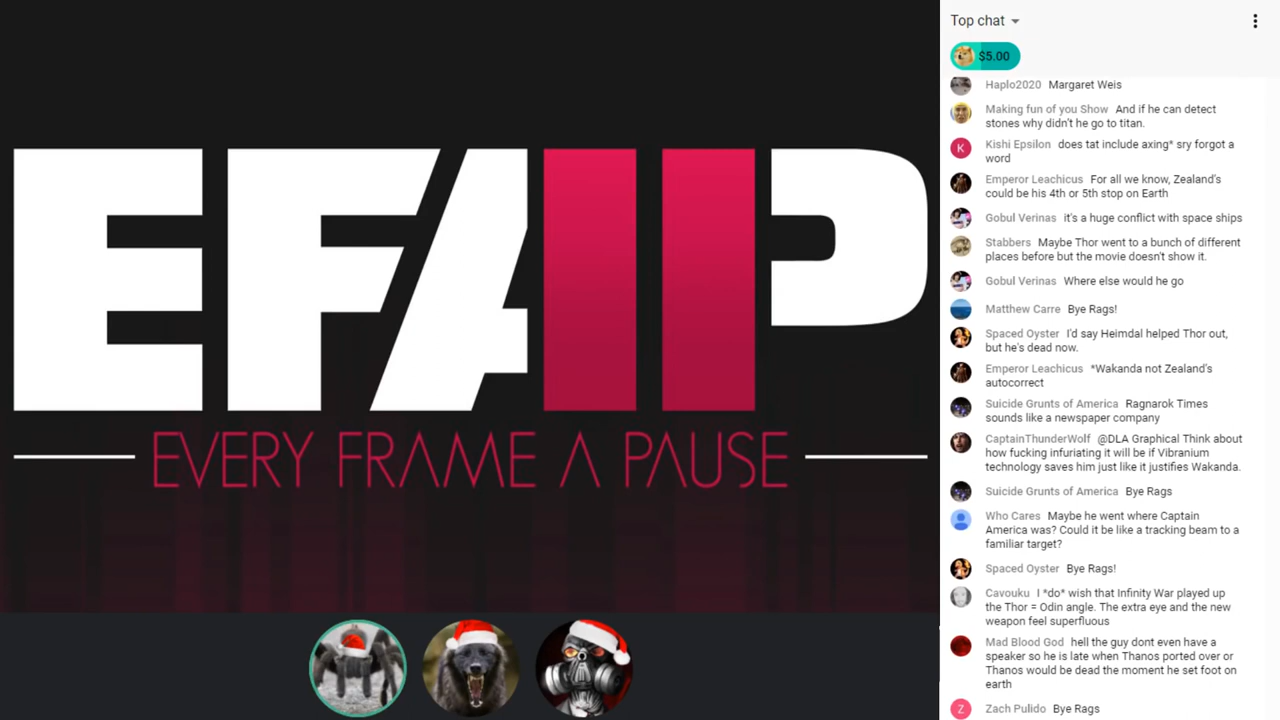 EFAP
EVERY FRAME A PAUSE
Top chat
$5.00
Haplo2020 Margaret Weis
Making fun of you Show And if he can detect
stones why didn't he go to titan.
K
Kishi Epsilon does tat include axing* sry forgot a
word
Emperor Leachicus For all we know, Zealand's
could be his 4th or 5th stop on Earth
Gobul Verinas it's a huge conflict with space ships
Stabbers Maybe Thor went to a bunch of different
places before but the movie doesn't show it.
Gobul Verinas Where else would he go
Matthew Carre Bye Rags!
Spaced Oyster I'd say Heimdal helped Thor out,
but he's dead now.
Emperor Leachicus *Wakanda not Zealand's
autocorrect
Suicide Grunts of America Ragnarok Times
sounds like a newspaper company
CaptainThunderWolf @DLA Graphical Think about
how fucking infuriating it will be if Vibranium
technology saves him just like it justifies Wakanda.
Suicide Grunts of America Bye Rags
Who Cares Maybe he went where Captain
America was? Could it be like a tracking beam to a
familiar target?
Spaced Oyster Bye Rags!
Cavouku I *do* wish that Infinity War played up
the Thor = Odin angle. The extra eye and the new
weapon feel superfluous
Mad Blood God hell the guy dont even have a
speaker so he is late when Thanos ported over or
Thanos would be dead the moment he set foot on
earth
Z
Zach Pulido Bye Rags